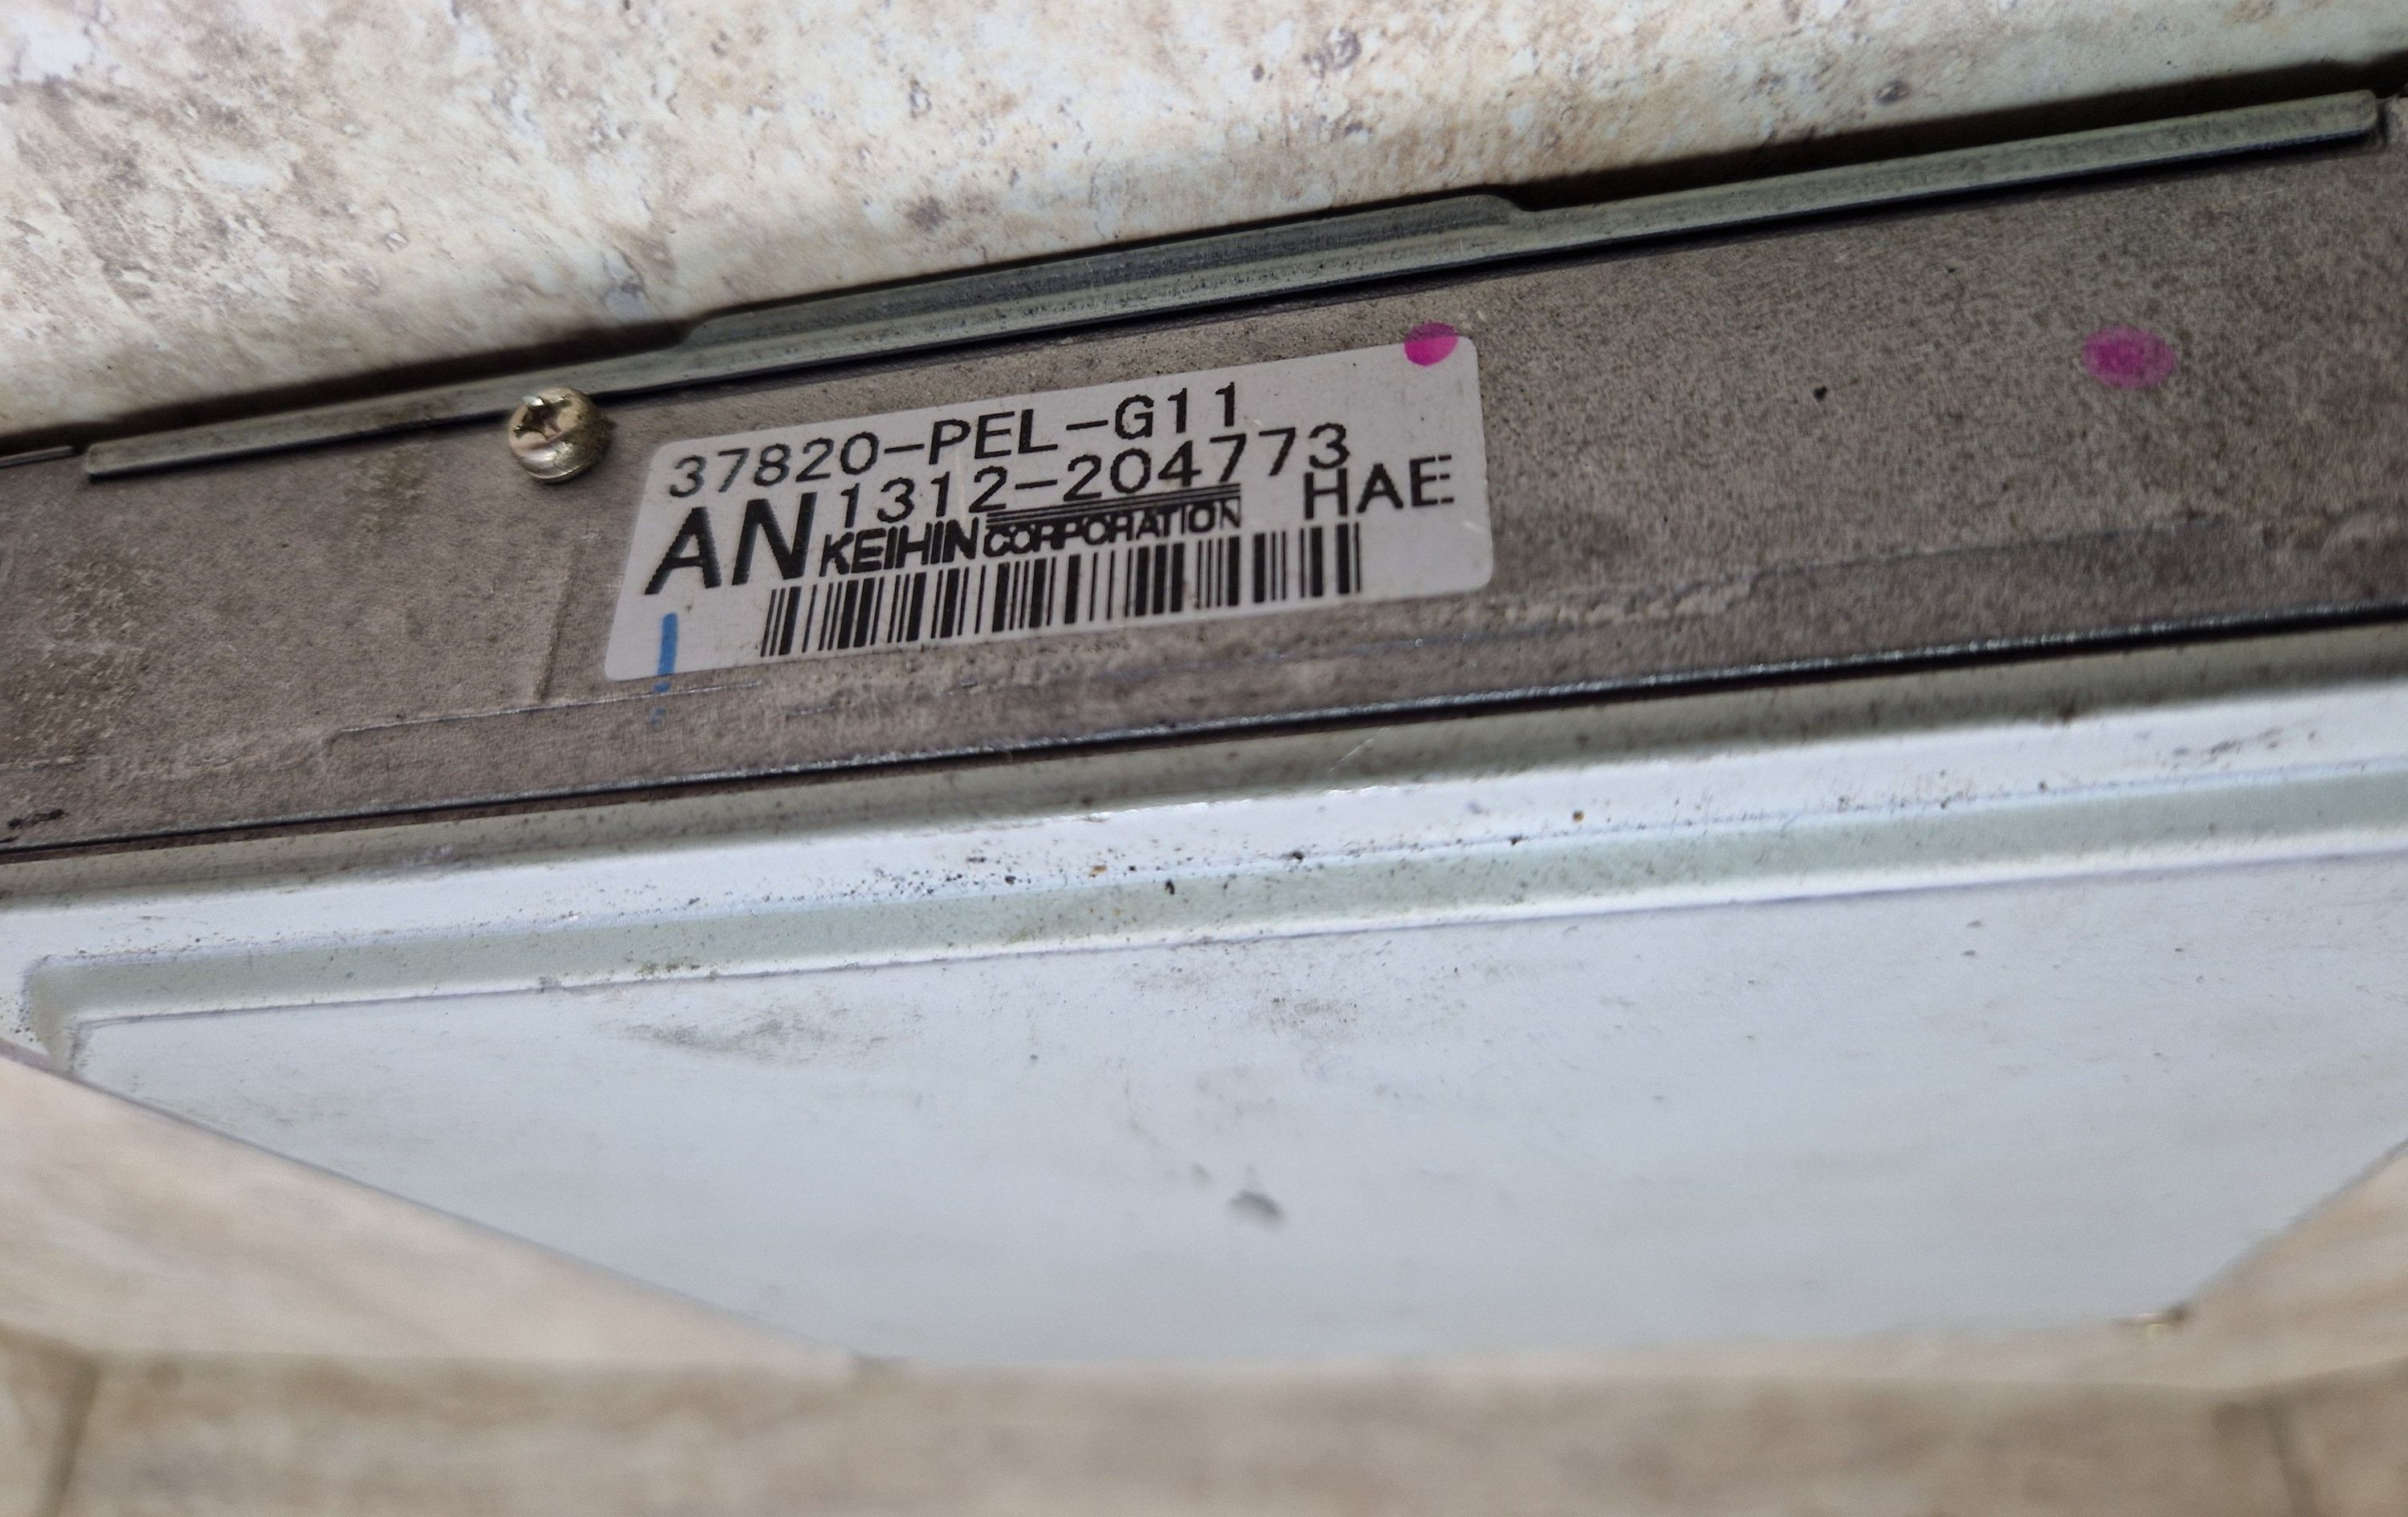 37820-PEL-G11
1312-204773
AN KEIHIN CORPORATION HAE